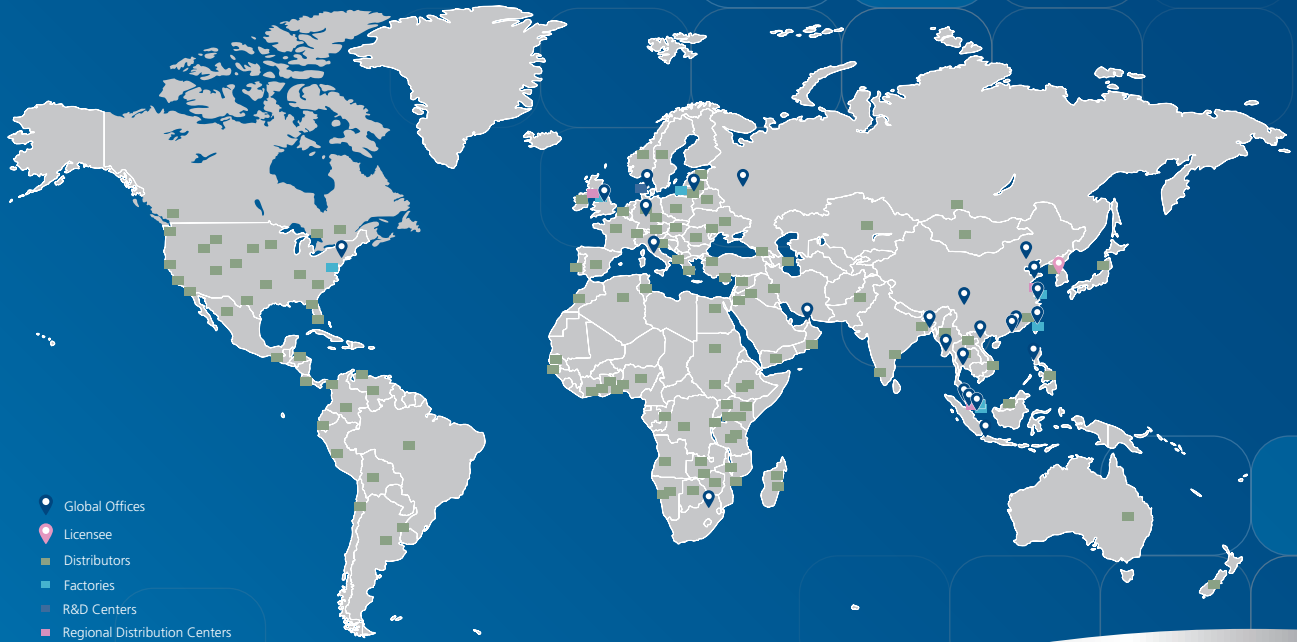 Global Offices
Licensee
Distributors
Factories
R&D Centers
Regional Distribution Centers